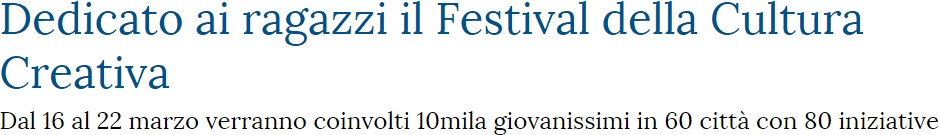 Dedicato ai ragazzi il Festival della Cultura
Creativa
Dal 16 al 22 marzo verranno coinvolti 10mila giovanissimi in 60 città con 80 iniziative